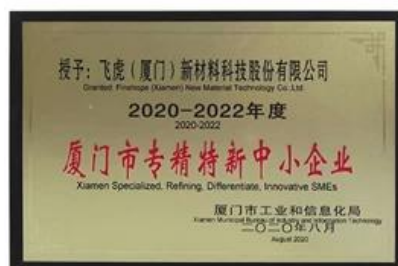 授予：飞虎（厦门）新材料科技股份有限公司
Granted: Finehope (Xiamen) New Material Technology Co.,Ltd.
2020-2022年度
2020-2022
厦门市专精特新中小企业
Xiamen Specialized, Refining, Differentiate, Innovative SMEs
厦门市工业和信息化局
Xiamen Municipal Bureau of Industry and Information Technology
二〇二〇年八月
August 2020